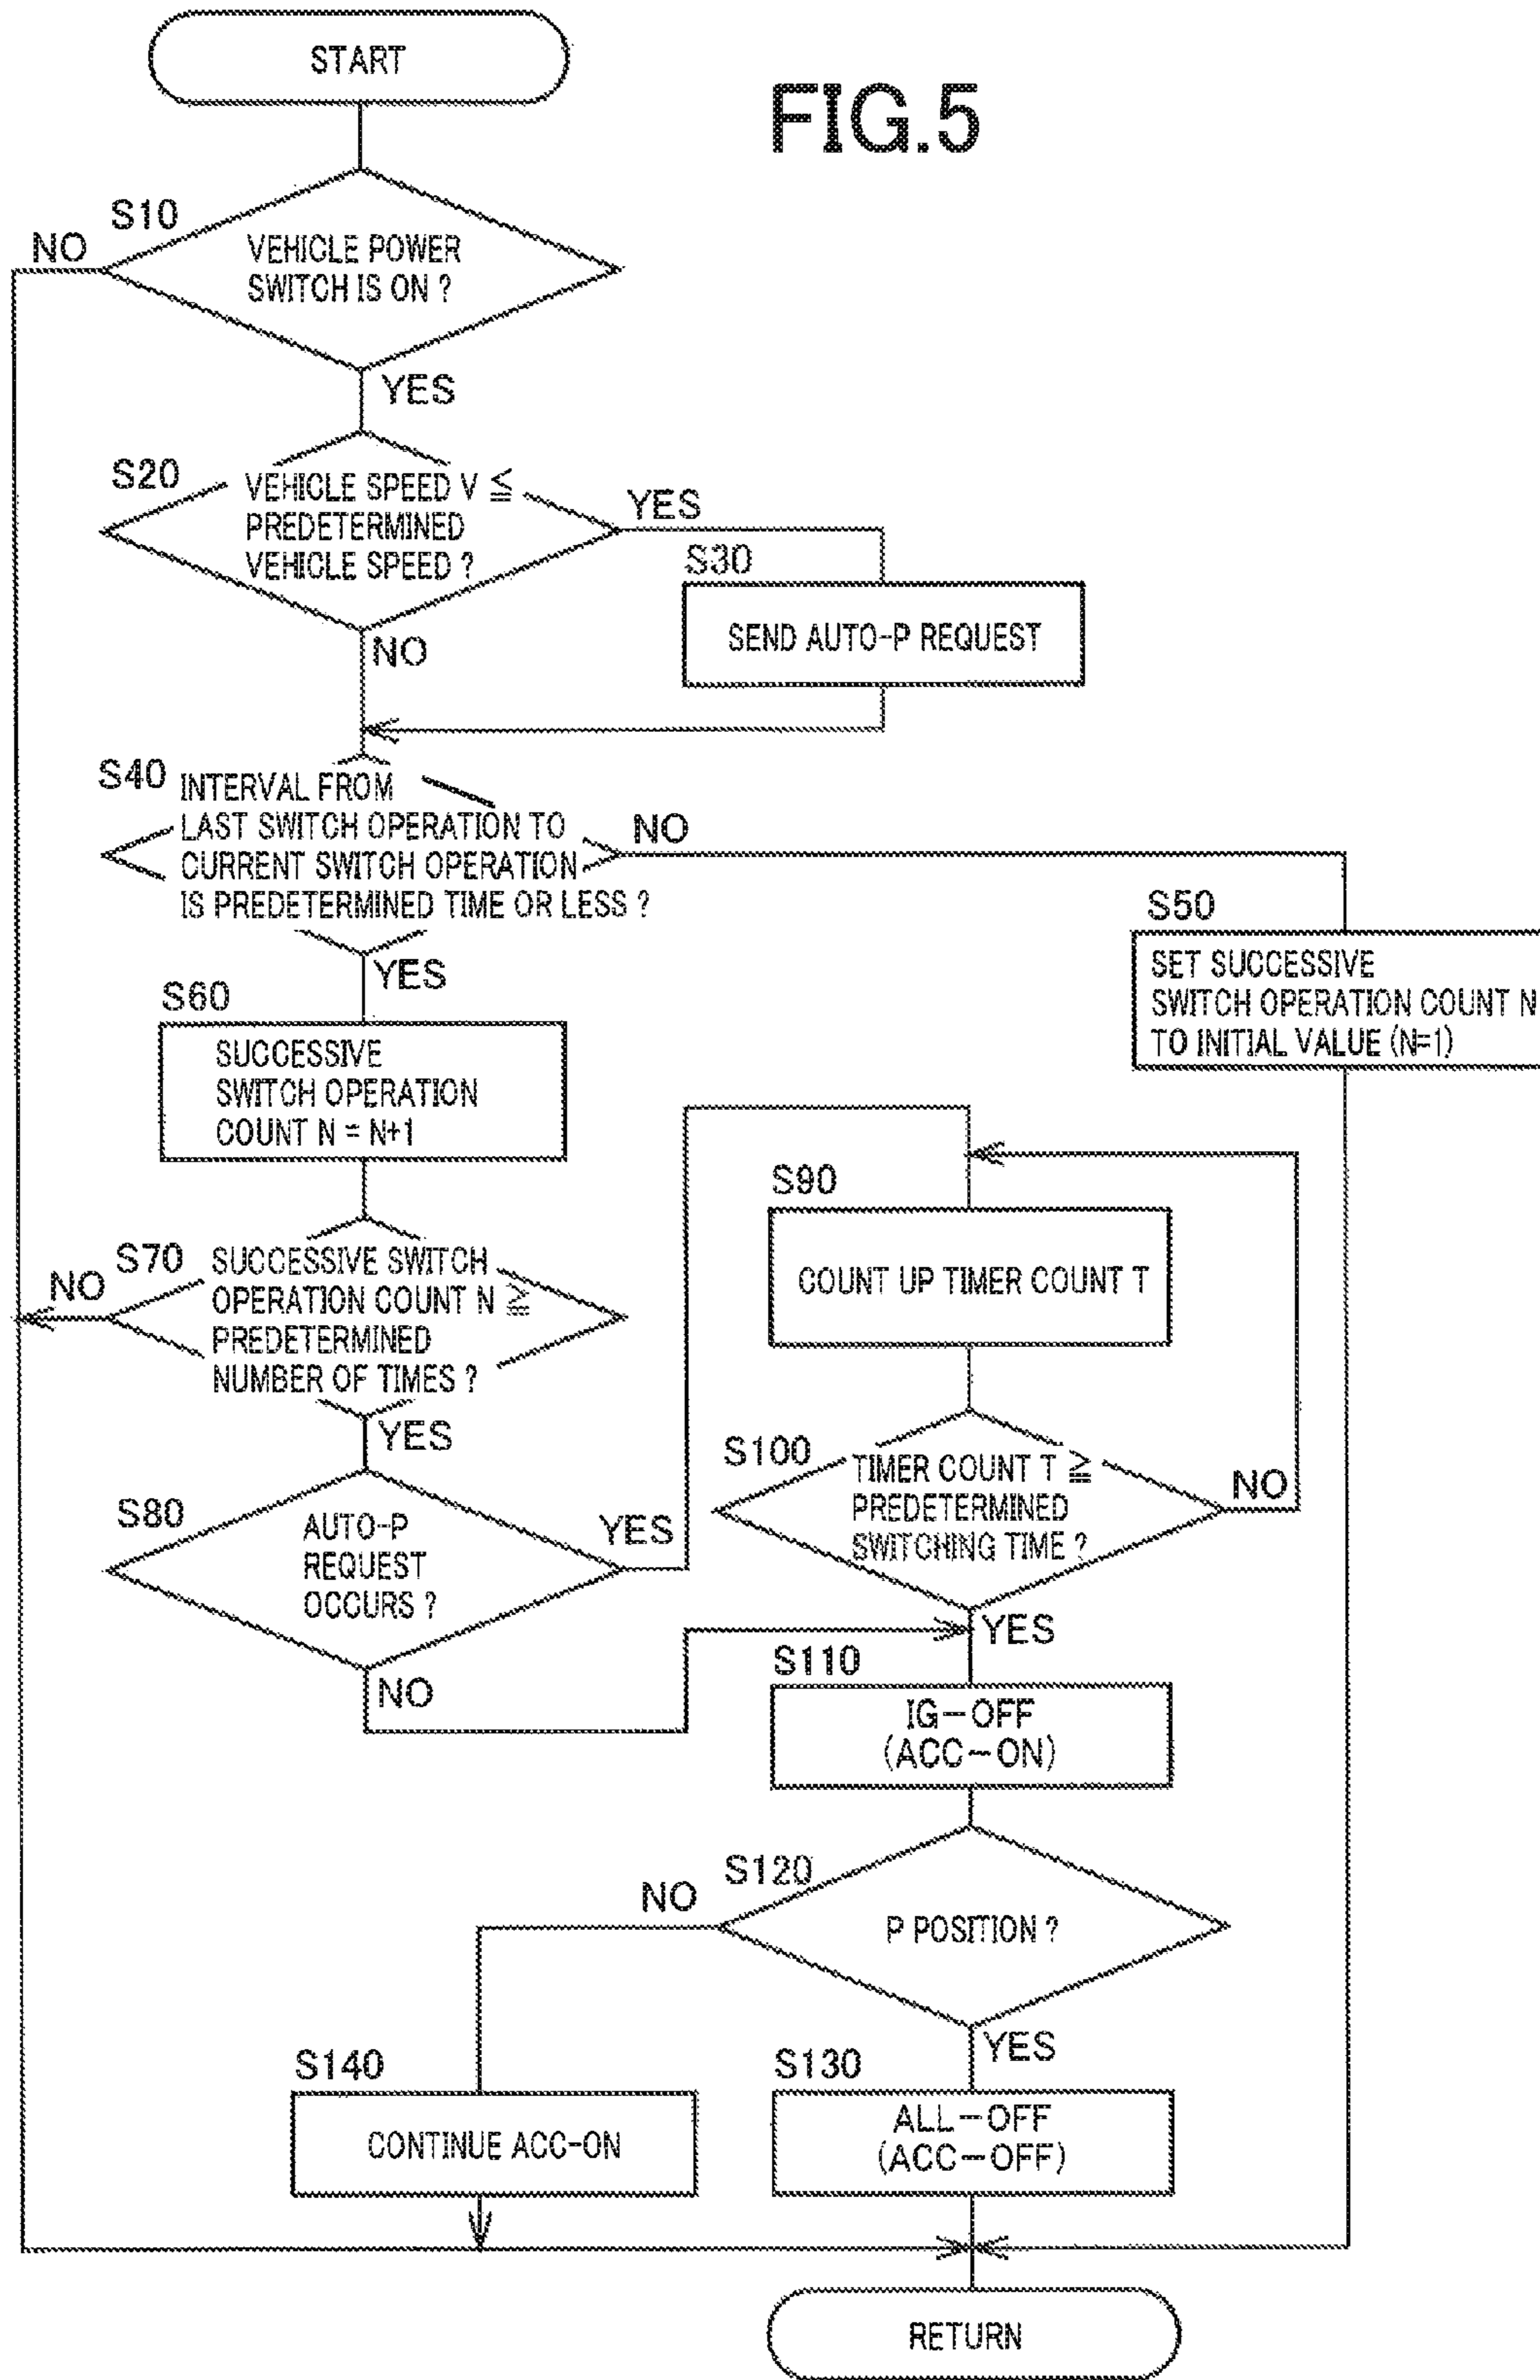 START
FIG.5
S10
NO
VEHICLE POWER
SWITCH IS ON ?
YES
S20
VEHICLE SPEED V ≦
PREDETERMINED
VEHICLE SPEED ?
YES
S30
SEND AUTO-P REQUEST
NO
S40
INTERVAL FROM
LAST SWITCH OPERATION TO
CURRENT SWITCH OPERATION
IS PREDETERMINED TIME OR LESS ?
NO
S50
SET SUCCESSIVE
SWITCH OPERATION COUNT N
TO INITIAL VALUE (N=1)
YES
S60
SUCCESSIVE
SWITCH OPERATION
COUNT N = N+1
S70
NO
SUCCESSIVE SWITCH
OPERATION COUNT N ≧
PREDETERMINED
NUMBER OF TIMES ?
YES
S80
AUTO-P
REQUEST
OCCURS ?
YES
NO
S90
COUNT UP TIMER COUNT T
S100
TIMER COUNT T ≧
PREDETERMINED
SWITCHING TIME ?
NO
YES
S110
IG-OFF
(ACC-ON)
S120
NO
P POSITION ?
YES
S140
CONTINUE ACC-ON
S130
ALL-OFF
(ACC-OFF)
RETURN